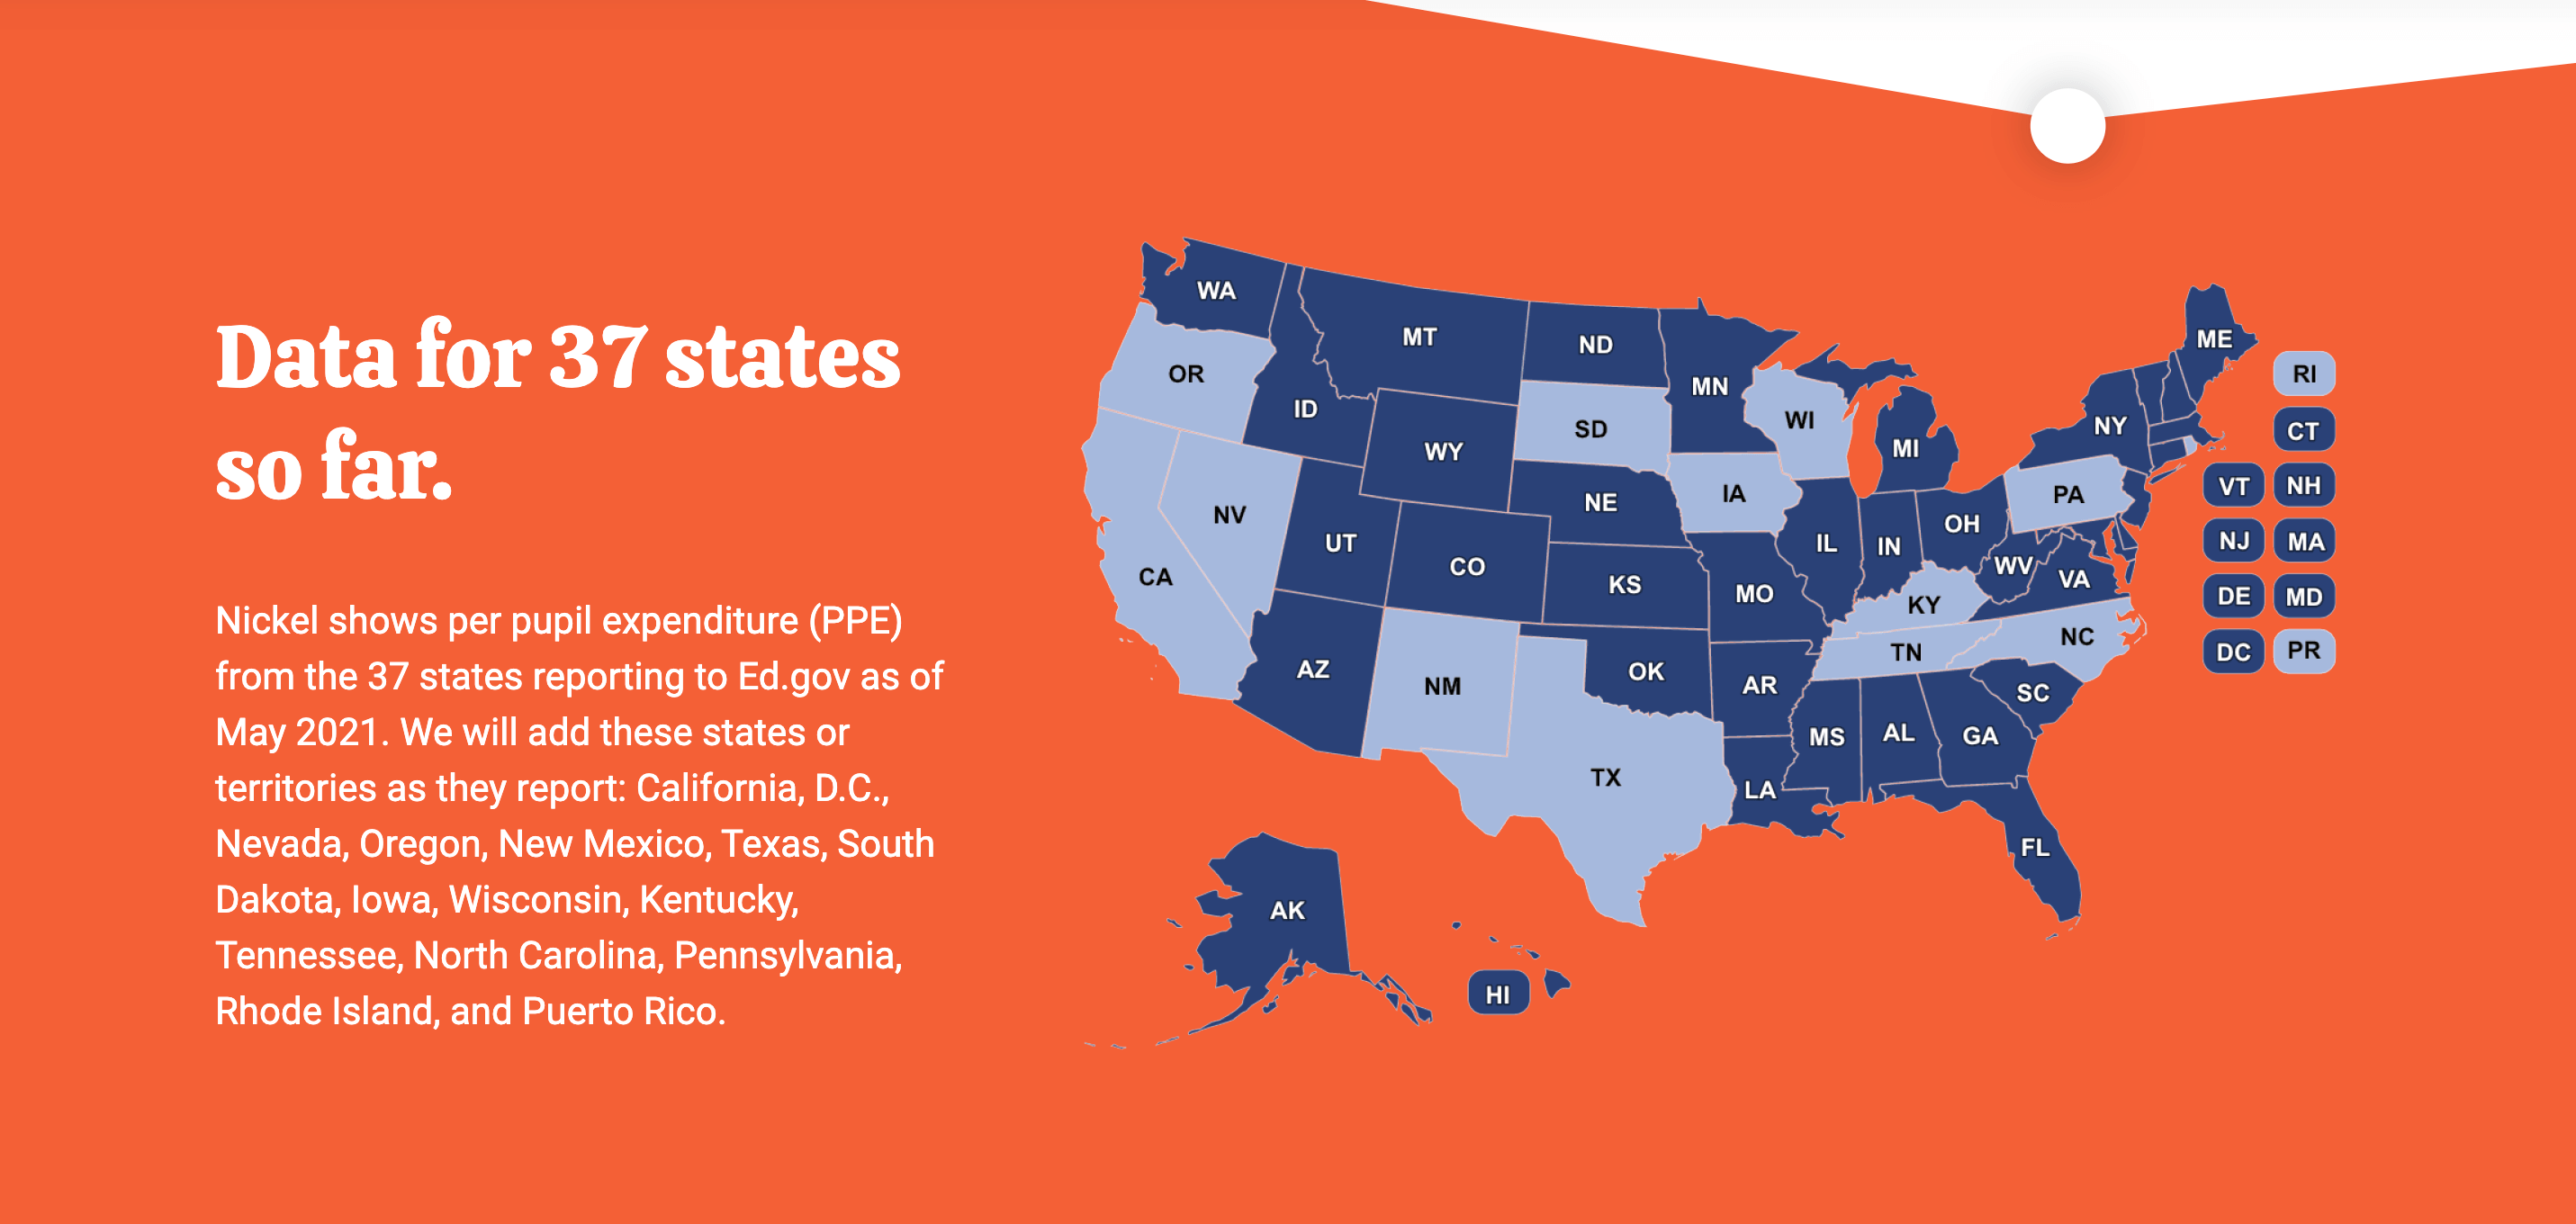 Data for 37 states
so far.
Nickel shows per pupil expenditure (PPE)
from the 37 states reporting to Ed.gov as of
May 2021. We will add these states or
territories as they report: California, D.C.,
Nevada, Oregon, New Mexico, Texas, South
Dakota, Iowa, Wisconsin, Kentucky,
Tennessee, North Carolina, Pennsylvania,
Rhode Island, and Puerto Rico.
WA
MT
ND
MN
ME
OR
ID
SD
WI
NY
RI
WY
MI
CT
NV
NE
IA
PA
VT
NH
UT
CO
IL
IN
OH
NJ
MA
CA
KS
MO
WV
VA
DE
MD
KY
NC
DC
PR
AZ
NM
OK
AR
TN
SC
TX
LA
MS
AL
GA
FL
AK
HI